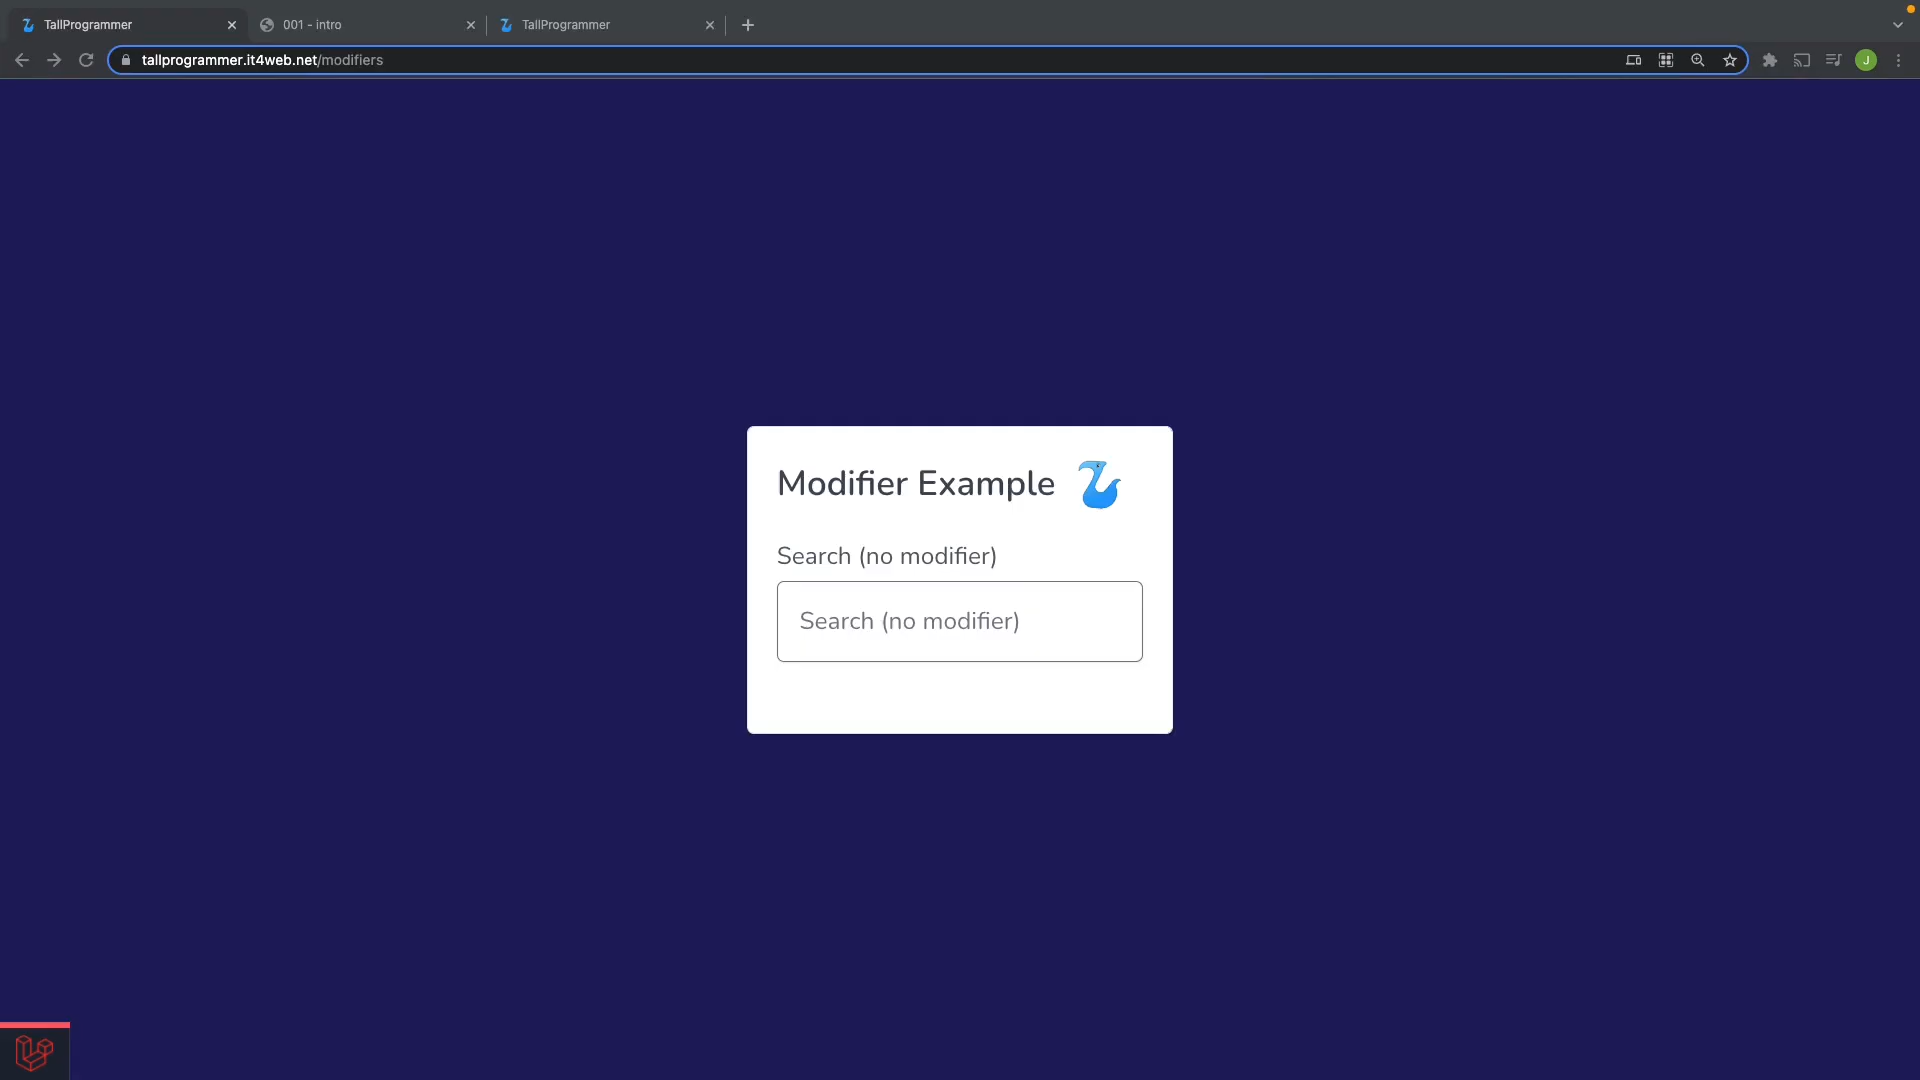 TallProgrammer
001 - intro
TallProgrammer
tallprogrammer.it4web.net/modifiers
J
Modifier Example
Search (no modifier)
Search (no modifier)